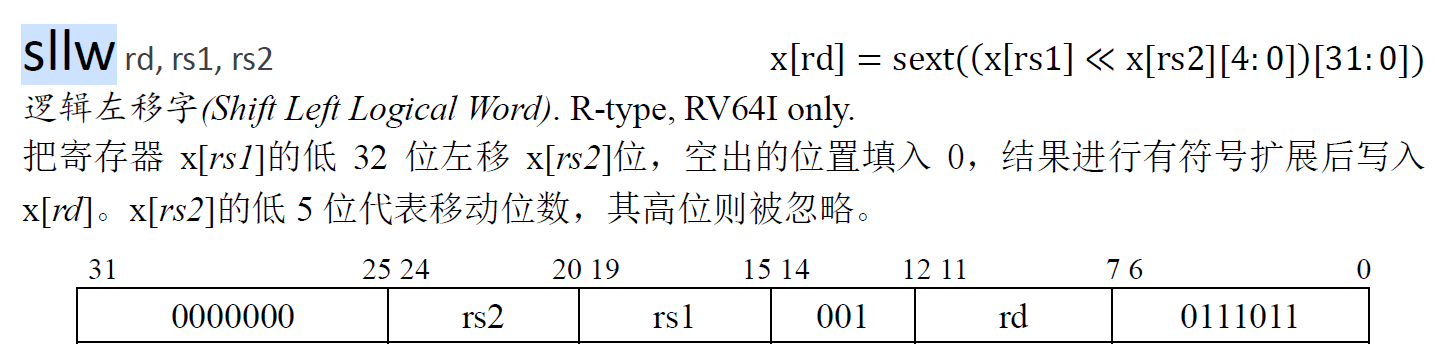 sllw rd, rs1, rs2 x[rd] = sext((x[rs1] ≪ x[rs2][4: 0])[31: 0])
逻辑左移字(Shift Left Logical Word). R-type, RV64I only.
把寄存器 x[rs1]的低 32 位左移 x[rs2]位，空出的位置填入 0，结果进行有符号扩展后写入
x[rd]。x[rs2]的低 5 位代表移动位数，其高位则被忽略。
31 25 24 20 19 15 14 12 11 7 6 0
0000000 rs2 rs1 001 rd 0111011